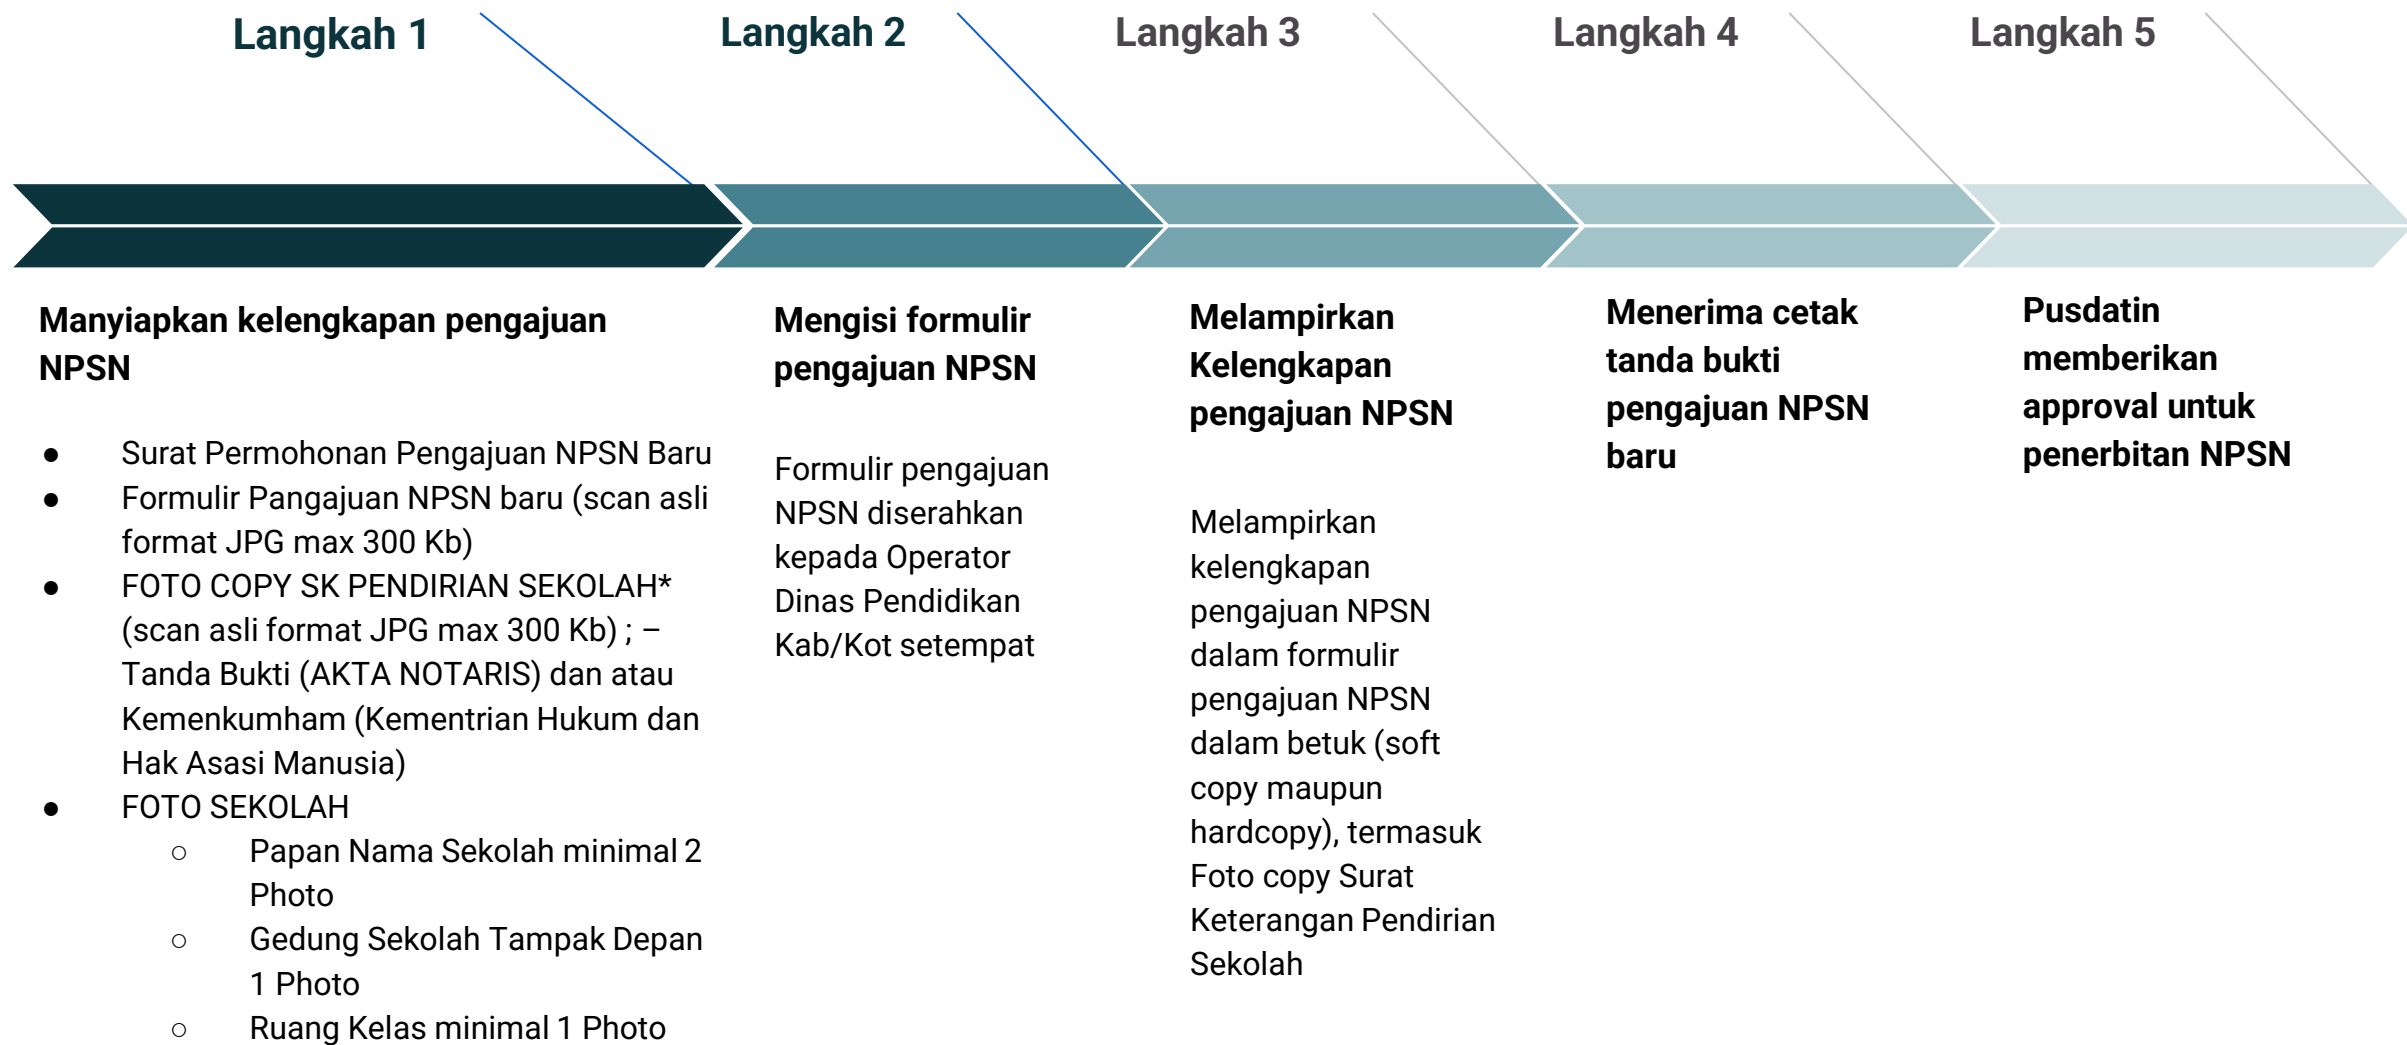 Langkah 1
Langkah 2
Langkah 3
Langkah 4
Langkah 5
Manyiapkan kelengkapan pengajuan
NPSN
● Surat Permohonan Pengajuan NPSN Baru
● Formulir Pangajuan NPSN baru (scan asli
format JPG max 300 Kb)
● FOTO COPY SK PENDIRIAN SEKOLAH*
(scan asli format JPG max 300 Kb) ; –
Tanda Bukti (AKTA NOTARIS) dan atau
Kemenkumham (Kementrian Hukum dan
Hak Asasi Manusia)
● FOTO SEKOLAH
○ Papan Nama Sekolah minimal 2
Photo
○ Gedung Sekolah Tampak Depan
1 Photo
○ Ruang Kelas minimal 1 Photo
Mengisi formulir
pengajuan NPSN
Formulir pengajuan
NPSN diserahkan
kepada Operator
Dinas Pendidikan
Kab/Kot setempat
Melampirkan
Kelengkapan
pengajuan NPSN
Melampirkan
kelengkapan
pengajuan NPSN
dalam formulir
pengajuan NPSN
dalam betuk (soft
copy maupun
hardcopy), termasuk
Foto copy Surat
Keterangan Pendirian
Sekolah
Menerima cetak
tanda bukti
pengajuan NPSN
baru
Pusdatin
memberikan
approval untuk
penerbitan NPSN